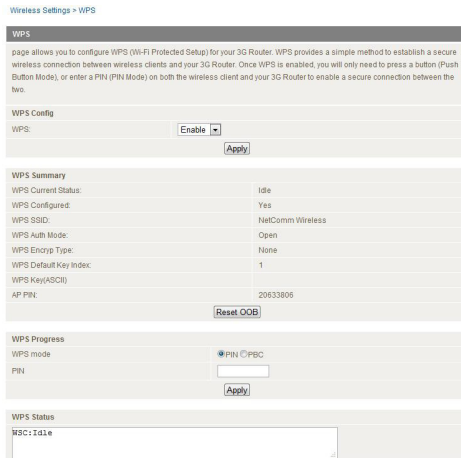 Wireless Settings > WPS
WPS
page allows you to configure WPS (Wi-Fi Protected Setup) for your 3G Router. WPS provides a simple method to establish a secure
wireless connection between wireless clients and your 3G Router. Once WPS is enabled, you will only need to press a button (Push
Button Mode), or enter a PIN (PIN Mode) on both the wireless client and your 3G Router to enable a secure connection between the
two.
WPS Config
WPS: Enable
Apply
WPS Summary
WPS Current Status: Idle
WPS Configured: Yes
WPS SSID: NetComm Wireless
WPS Auth Mode: Open
WPS Encryp Type: None
WPS Default Key Index: 1
WPS Key(ASCII)
AP PIN: 20633806
Reset OOB
WPS Progress
WPS mode PIN PBC
PIN
Apply
WPS Status
WSC:Idle